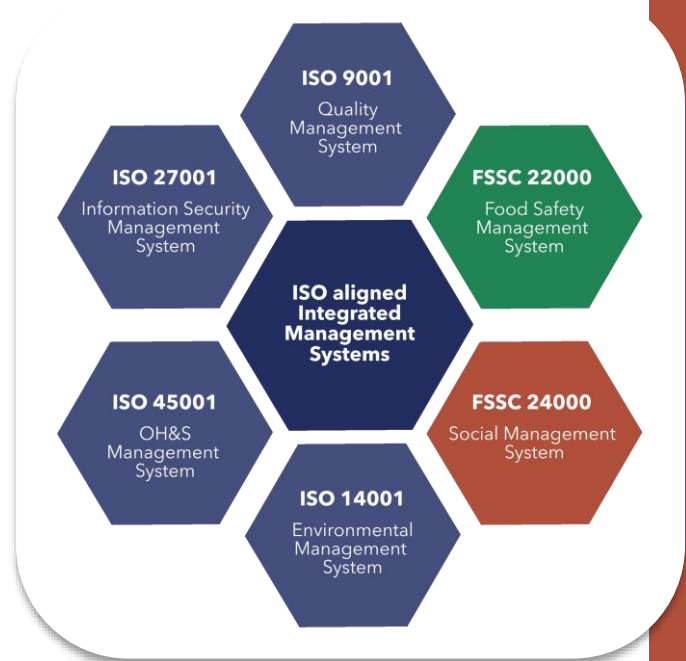 ISO 9001
Quality
Management
System
ISO 27001
Information Security
Management
System
FSSC 22000
Food Safety
Management
System
ISO aligned
Integrated
Management
Systems
ISO 45001
OH&S
Management
System
FSSC 24000
Social Management
System
ISO 14001
Environmental
Management
System